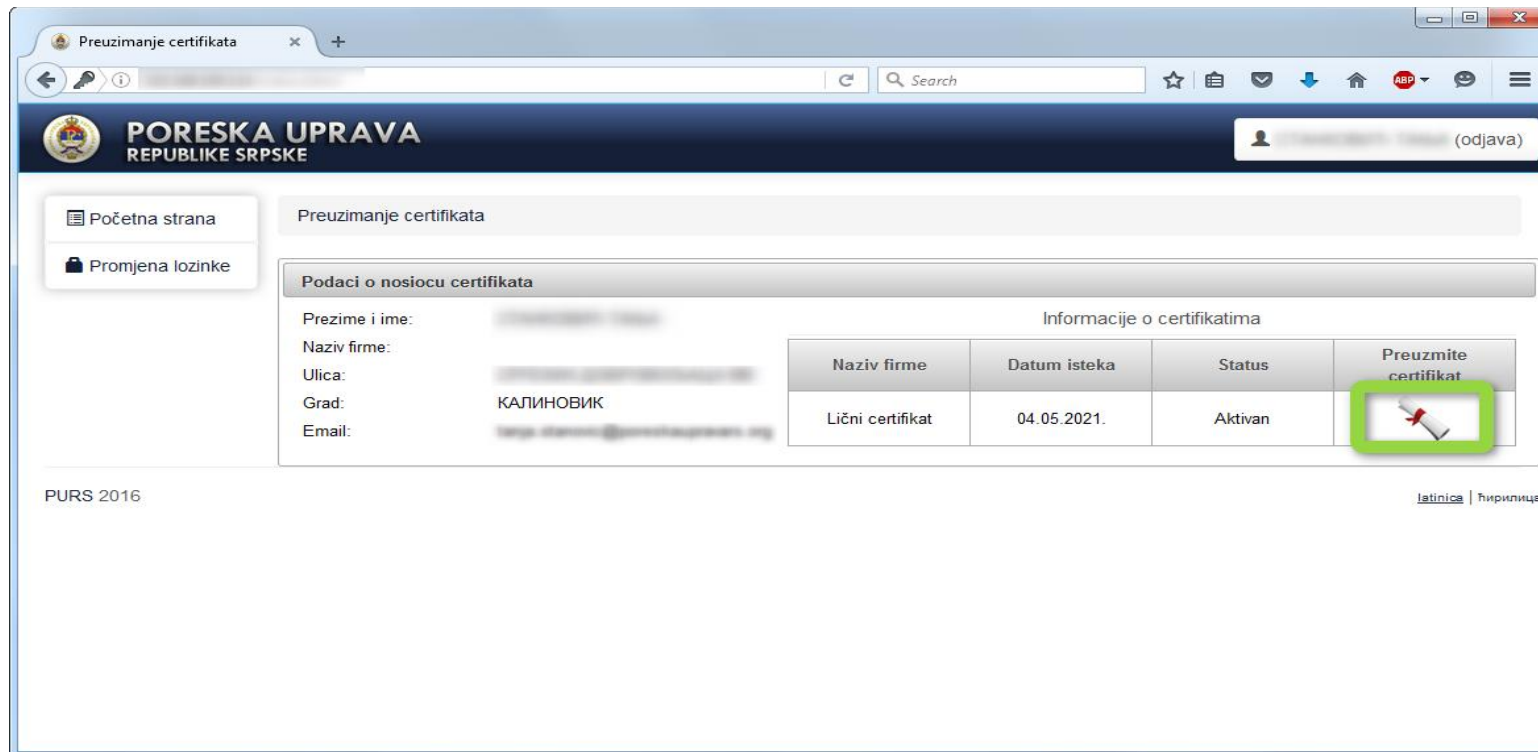 Preuzimanje certifikata
Search
ABP
PORESKA UPRAVA
REPUBLIKE SRPSKE
(odjava)
Početna strana
Promjena lozinke
Preuzimanje certifikata
Podaci o nosiocu certifikata
Prezime i ime:
Naziv firme:
Ulica:
Grad: КАЛИНОВИК
Email:
Informacije o certifikatima
Naziv firme Datum isteka Status Preuzmite certifikat
Lični certifikat 04.05.2021. Aktivan
PURS 2016
latinica | ћирилица